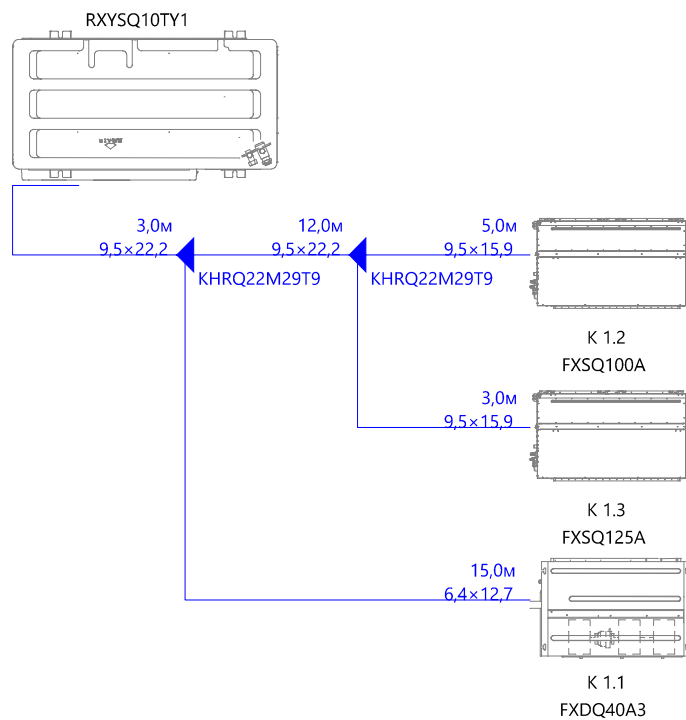 RXYSQ10TY1
3,0м
9,5×22,2
KHRQ22M29T9
12,0м
9,5×22,2
KHRQ22M29T9
5,0м
9,5×15,9
К 1.2
FXSQ100A
3,0м
9,5×15,9
К 1.3
FXSQ125A
15,0м
6,4×12,7
К 1.1
FXDQ40A3